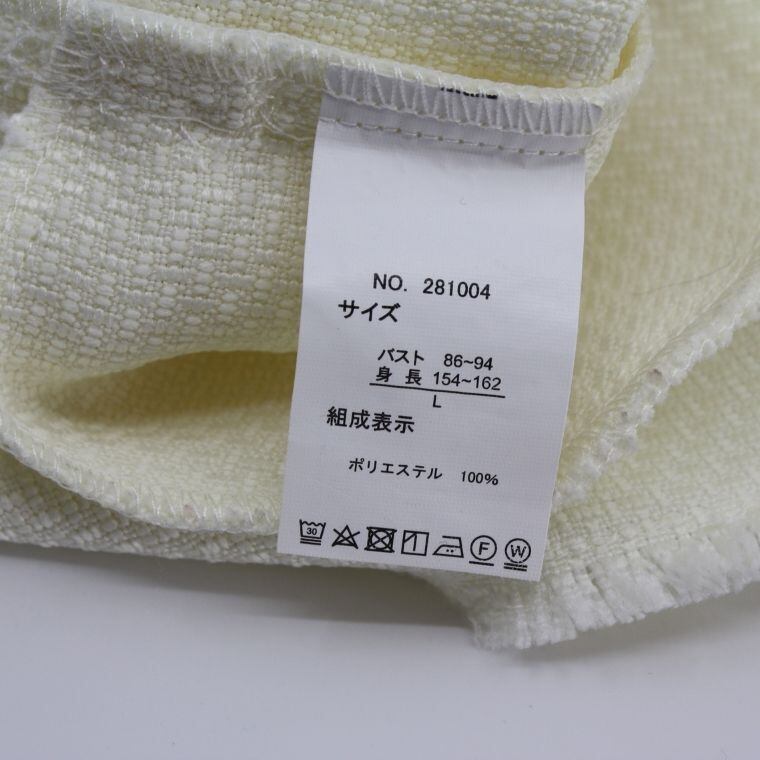 NO. 281004
サイズ
バスト 86~94
身長 154~162
L
組成表示
ポリエステル 100%
30
F
W